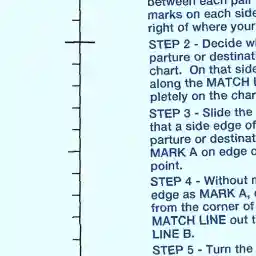 between each pair
marks on each side
right of where your
STEP 2 - Decide
parture or destinat
chart. On that side
along the MATCH
pletely on the char
STEP 3 - Slide the
that a side edge of
parture or destinat
MARK A on edge
point.
STEP 4 - Without
edge as MARK A,
from the corner of
MATCH LINE out t
LINE B.
STEP 5 - Turn the